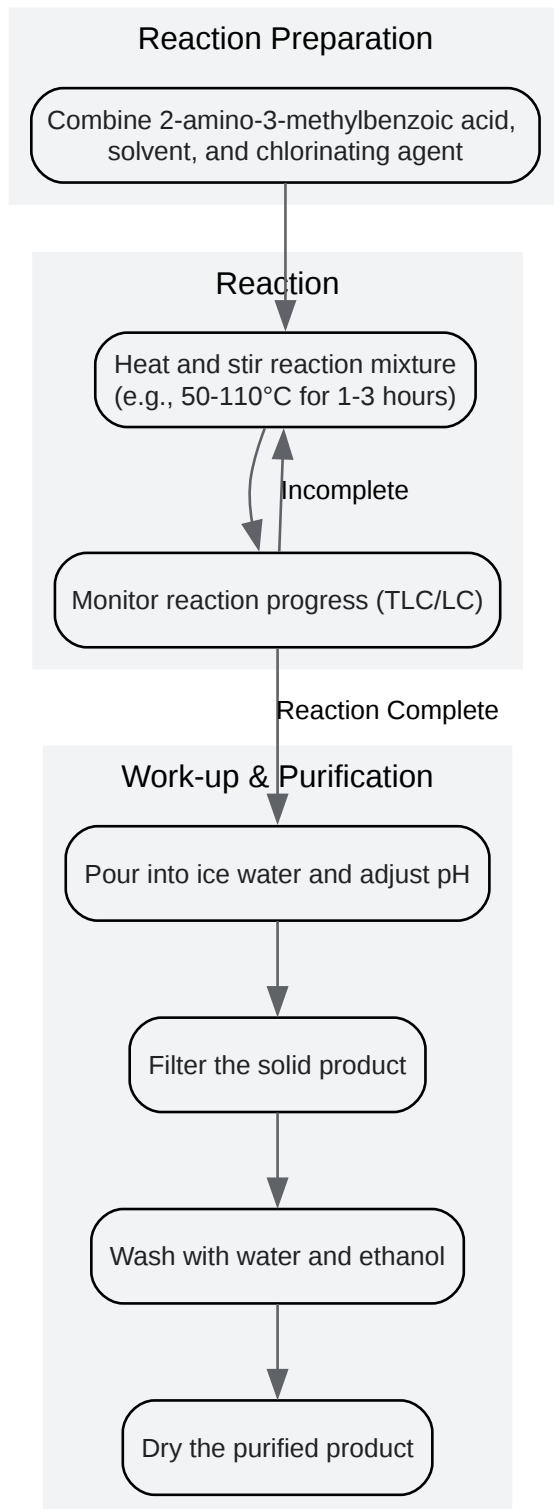 Reaction Preparation
Combine 2-amino-3-methylbenzoic acid,
solvent, and chlorinating agent
Reaction
Heat and stir reaction mixture
(e.g., 50-110°C for 1-3 hours)
Incomplete
Monitor reaction progress (TLC/LC)
Reaction Complete
Work-up & Purification
Pour into ice water and adjust pH
Filter the solid product
Wash with water and ethanol
Dry the purified product